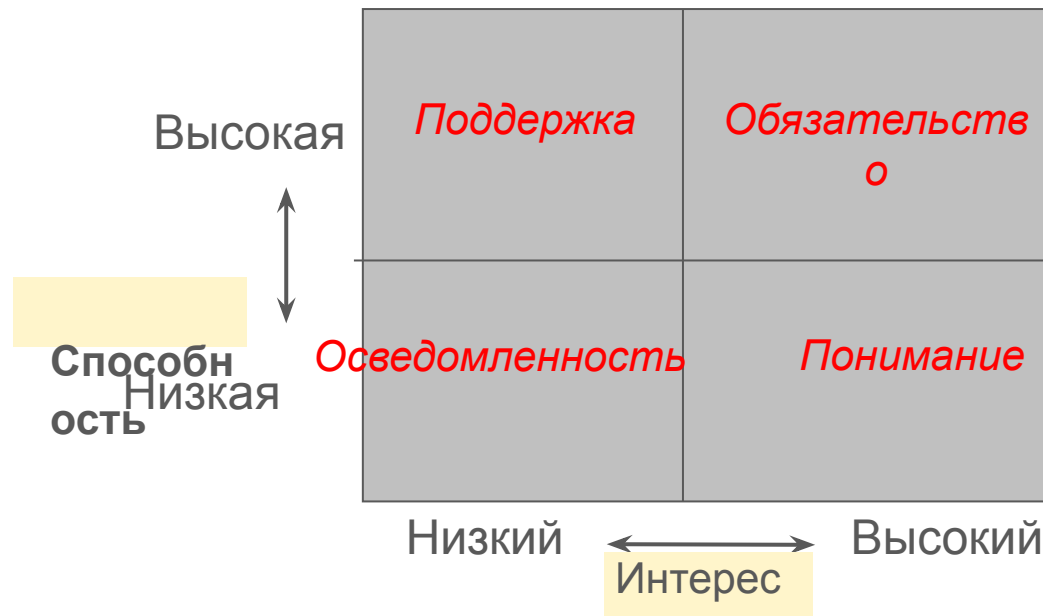 Высокая
Поддержка
Обязательств
о
Способн
ость
Низкая
Осведомленность
Понимание
Низкий
Высокий
Интерес